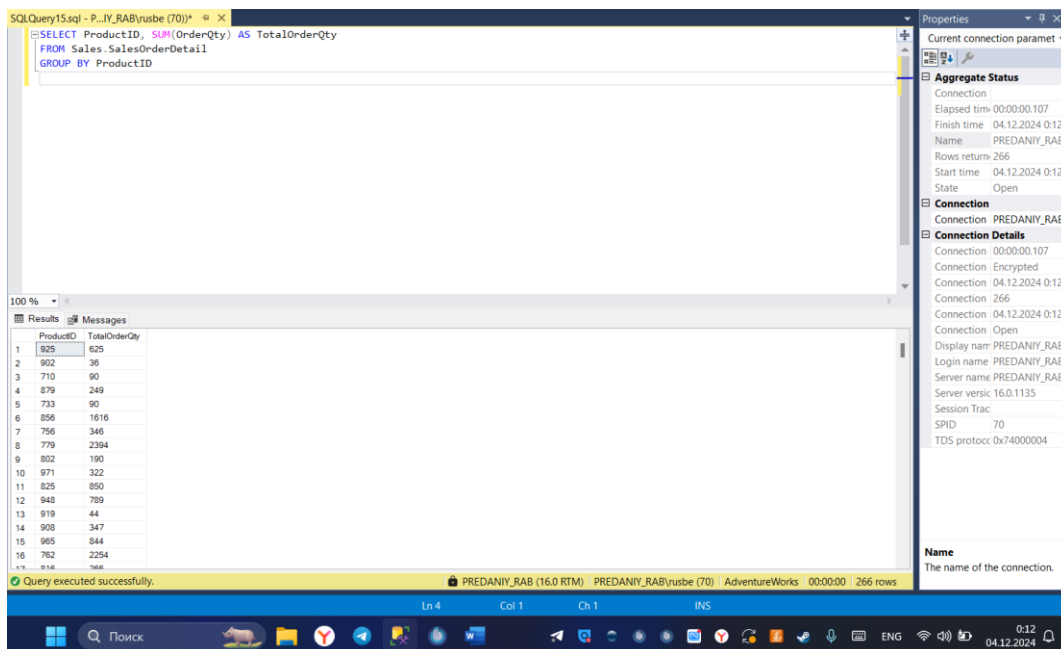 SQLQuery15.sql - P...IY_RAB\rusbe (70))*
SELECT ProductID, SUM(OrderQty) AS TotalOrderQty
FROM Sales.SalesOrderDetail
GROUP BY ProductID
100 %
Results Messages
ProductID TotalOrderQty
1 925 625
2 902 36
3 710 90
4 879 249
5 733 90
6 856 1616
7 756 346
8 779 2394
9 802 190
10 971 322
11 825 850
12 948 789
13 919 44
14 908 347
15 965 844
16 762 2254
17 816 266
Query executed successfully.
PREDANIY_RAB (16.0 RTM) PREDANIY_RAB\rusbe (70) AdventureWorks 00:00:00 266 rows
Properties
Current connection paramet
Aggregate Status
Connection
Elapsed tim 00:00:00.107
Finish time 04.12.2024 0:12
Name PREDANIY_RAB
Rows return 266
Start time 04.12.2024 0:12
State Open
Connection
Connection PREDANIY_RAB
Connection Details
Connection 00:00:00.107
Connection Encrypted
Connection 04.12.2024 0:12
Connection 266
Connection 04.12.2024 0:12
Connection Open
Display nam PREDANIY_RAB
Login name PREDANIY_RAB
Server name PREDANIY_RAB
Server versic 16.0.1135
Session Trac
SPID 70
TDS protocc 0x74000004
Name
The name of the connection.
Ln 4 Col 1 Ch 1 INS
Поиск
ENG
0:12
04.12.2024